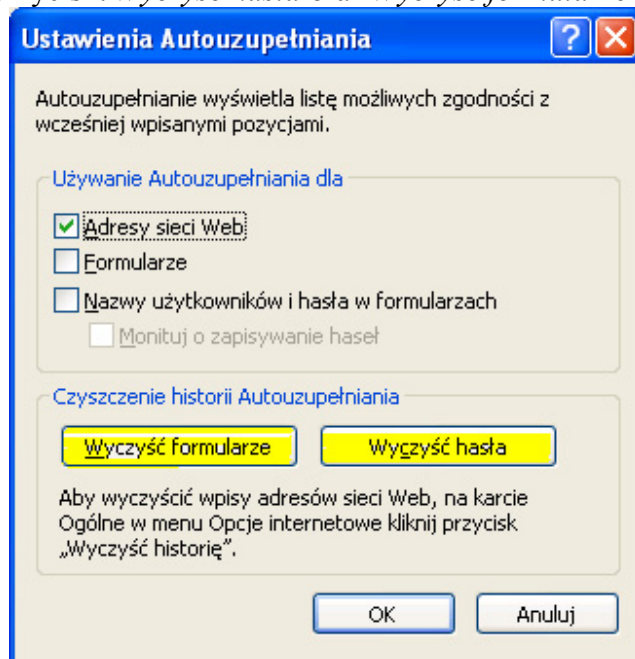 Ustawienia Autouzupełniania
Autouzupełnianie wyświetla listę możliwych zgodności z
wcześniej wpisanymi pozycjami.
Używanie Autouzupełniania dla
Adresy sieci Web
Formularze
Nazwy użytkowników i hasła w formularzach
Monituj o zapisywanie haseł
Czyszczenie historii Autouzupełniania
Wyczyść formularze
Wyczyść hasła
Aby wyczyścić wpisy adresów sieci Web, na karcie
Ogólne w menu Opcje internetowe kliknij przycisk
„Wyczyść historię”.
OK
Anuluj